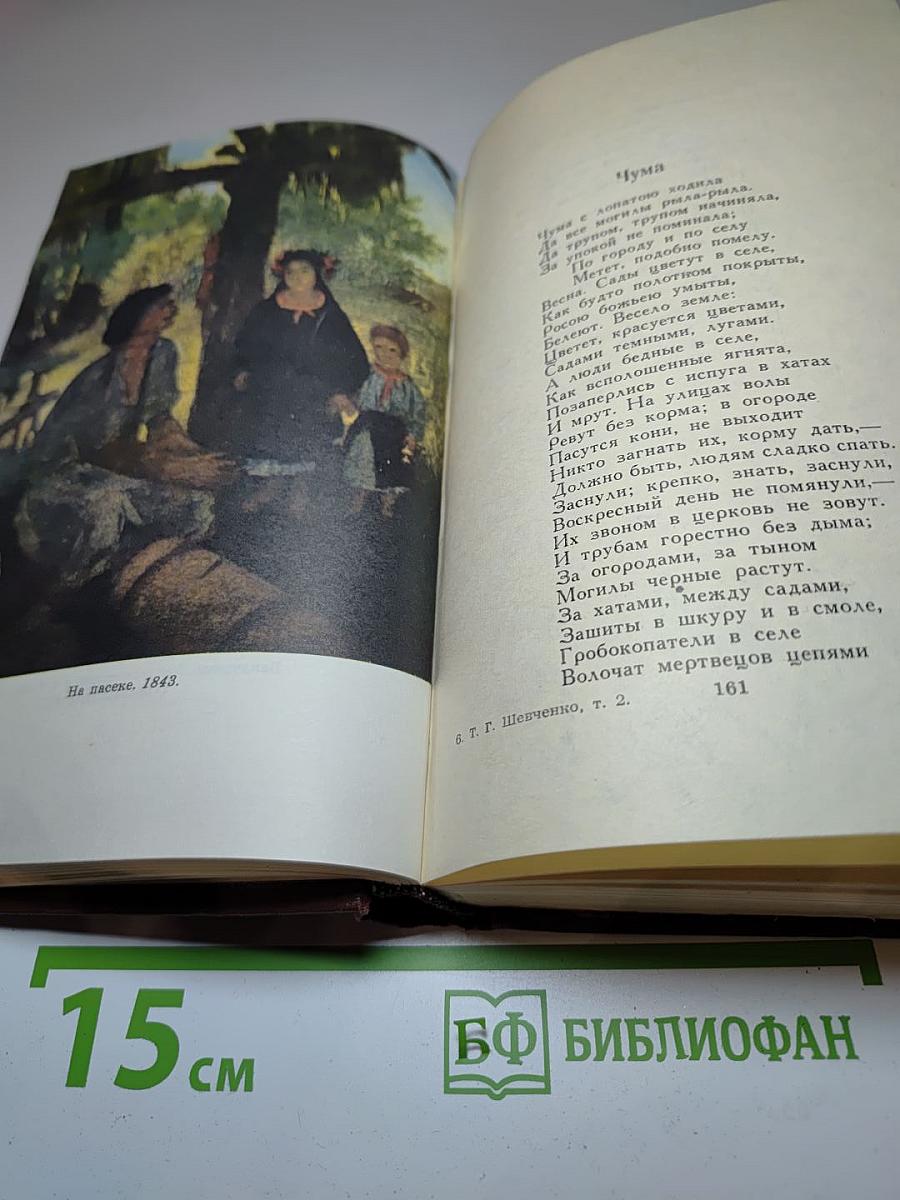 На пасеке. 1843.
Чума
Чума с лопатою ходила
Да все могилы рыла-рыла.
Да трупом, трупом начиняла,
За упокой не поминала;
По городу и по селу
Метет, подобно помелу.
Весна. Сады цветут в селе,
Как будто полотном покрыты,
Росою божьею умыты,
Белеют. Весело земле:
Цветет, красуется цветами,
Садами темными, лугами.
А люди бедные в селе,
Как всполошенные ягнята,
Позаперлись с испуга в хатах
И мрут. На улицах волы
Ревут без корма; в огороде
Пасутся кони, не выходит
Никто загнать их, корму дать,—
Должно быть, людям сладко спать.
Заснули; крепко, знать, заснули,
Воскресный день не помянули,—
Их звоном в церковь не зовут.
И трубам горестно без дыма;
За огородами, за тыном
Могилы черные растут.
За хатами, между садами,
Зашиты в шкуру и в смоле,
Гробокопатели в селе
Волочат мертвецов цепями
6. Т. Г. Шевченко, т. 2.
161
15 см
БФ БИБЛИОФАН